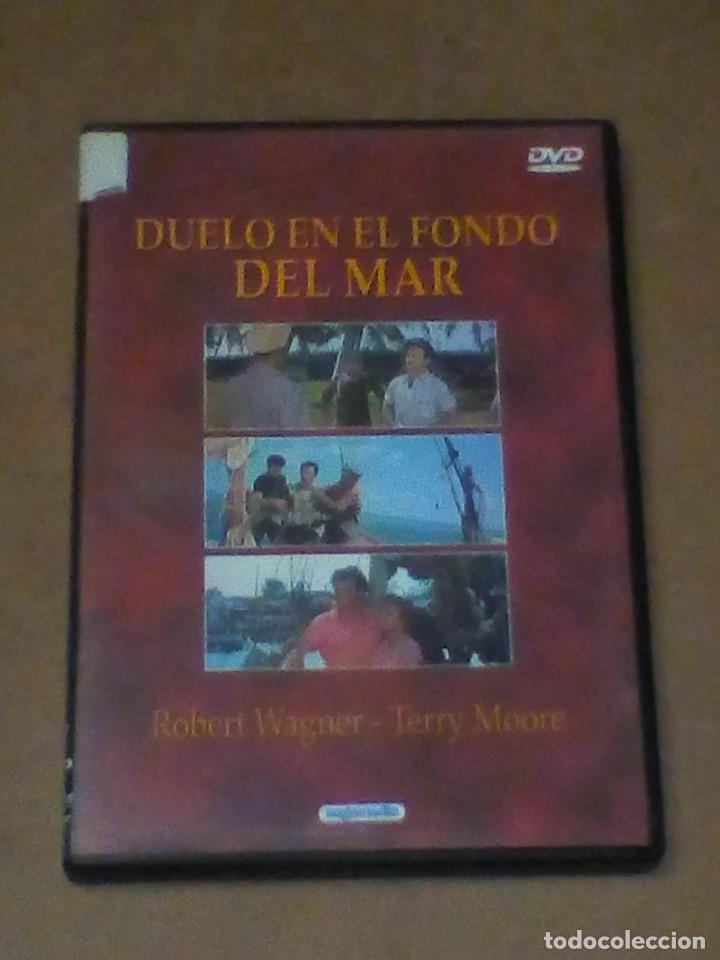 DVD
DUELO EN EL FONDO
DEL MAR
Robert Wagner - Terry Moore
todocoleccion